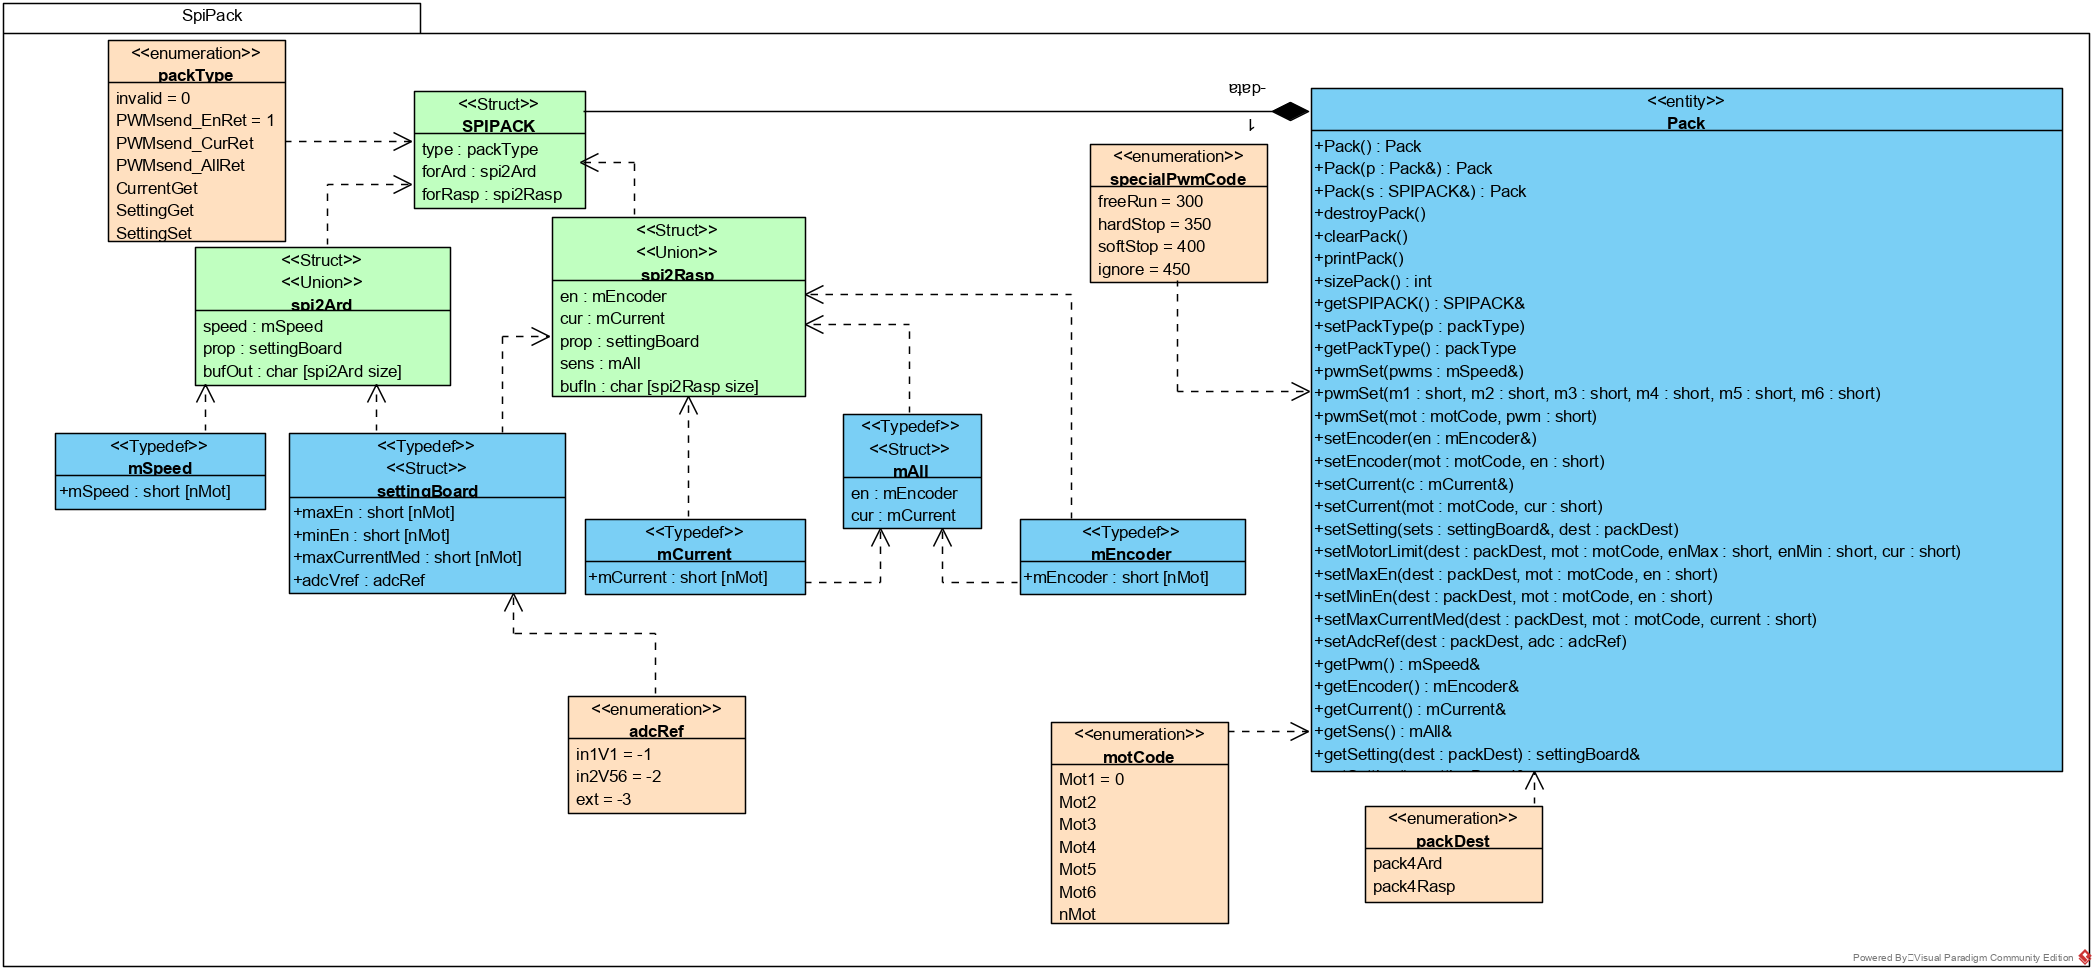 SpiPack
<<enumeration>>
packType
invalid = 0
PWMsend_EnRet = 1
PWMsend_CurRet
PWMsend_AllRet
CurrentGet
SettingGet
SettingSet
<<Struct>>
SPIPACK
type : packType
forArd : spi2Ard
forRasp : spi2Rasp
-data
1
<<Struct>>
<<Union>>
spi2Ard
speed : mSpeed
prop : settingBoard
bufOut : char [spi2Ard size]
<<Struct>>
<<Union>>
spi2Rasp
en : mEncoder
cur : mCurrent
prop : settingBoard
sens : mAll
bufIn : char [spi2Rasp size]
<<enumeration>>
specialPwmCode
freeRun = 300
hardStop = 350
softStop = 400
ignore = 450
<<entity>>
Pack
+Pack() : Pack
+Pack(p : Pack&) : Pack
+Pack(s : SPIPACK&) : Pack
+destroyPack()
+clearPack()
+printPack()
+sizePack() : int
+getSPIPACK() : SPIPACK&
+setPackType(p : packType)
+getPackType() : packType
+pwmSet(pwms : mSpeed&)
+pwmSet(m1 : short, m2 : short, m3 : short, m4 : short, m5 : short, m6 : short)
+pwmSet(mot : motCode, pwm : short)
+setEncoder(en : mEncoder&)
+setEncoder(mot : motCode, en : short)
+setCurrent(c : mCurrent&)
+setCurrent(mot : motCode, cur : short)
+setSetting(sets : settingBoard&, dest : packDest)
+setMotorLimit(dest : packDest, mot : motCode, enMax : short, enMin : short, cur : short)
+setMaxEn(dest : packDest, mot : motCode, en : short)
+setMinEn(dest : packDest, mot : motCode, en : short)
+setMaxCurrentMed(dest : packDest, mot : motCode, current : short)
+setAdcRef(dest : packDest, adc : adcRef)
+getPwm() : mSpeed&
+getEncoder() : mEncoder&
+getCurrent() : mCurrent&
+getSens() : mAll&
+getSetting(dest : packDest) : settingBoard&
<<Typedef>>
mSpeed
+mSpeed : short [nMot]
<<Typedef>>
<<Struct>>
settingBoard
+maxEn : short [nMot]
+minEn : short [nMot]
+maxCurrentMed : short [nMot]
+adcVref : adcRef
<<Typedef>>
mCurrent
+mCurrent : short [nMot]
<<Typedef>>
<<Struct>>
mAll
en : mEncoder
cur : mCurrent
<<Typedef>>
mEncoder
+mEncoder : short [nMot]
<<enumeration>>
adcRef
in1V1 = -1
in2V56 = -2
ext = -3
<<enumeration>>
motCode
Mot1 = 0
Mot2
Mot3
Mot4
Mot5
Mot6
nMot
<<enumeration>>
packDest
pack4Ard
pack4Rasp
Powered By Visual Paradigm Community Edition